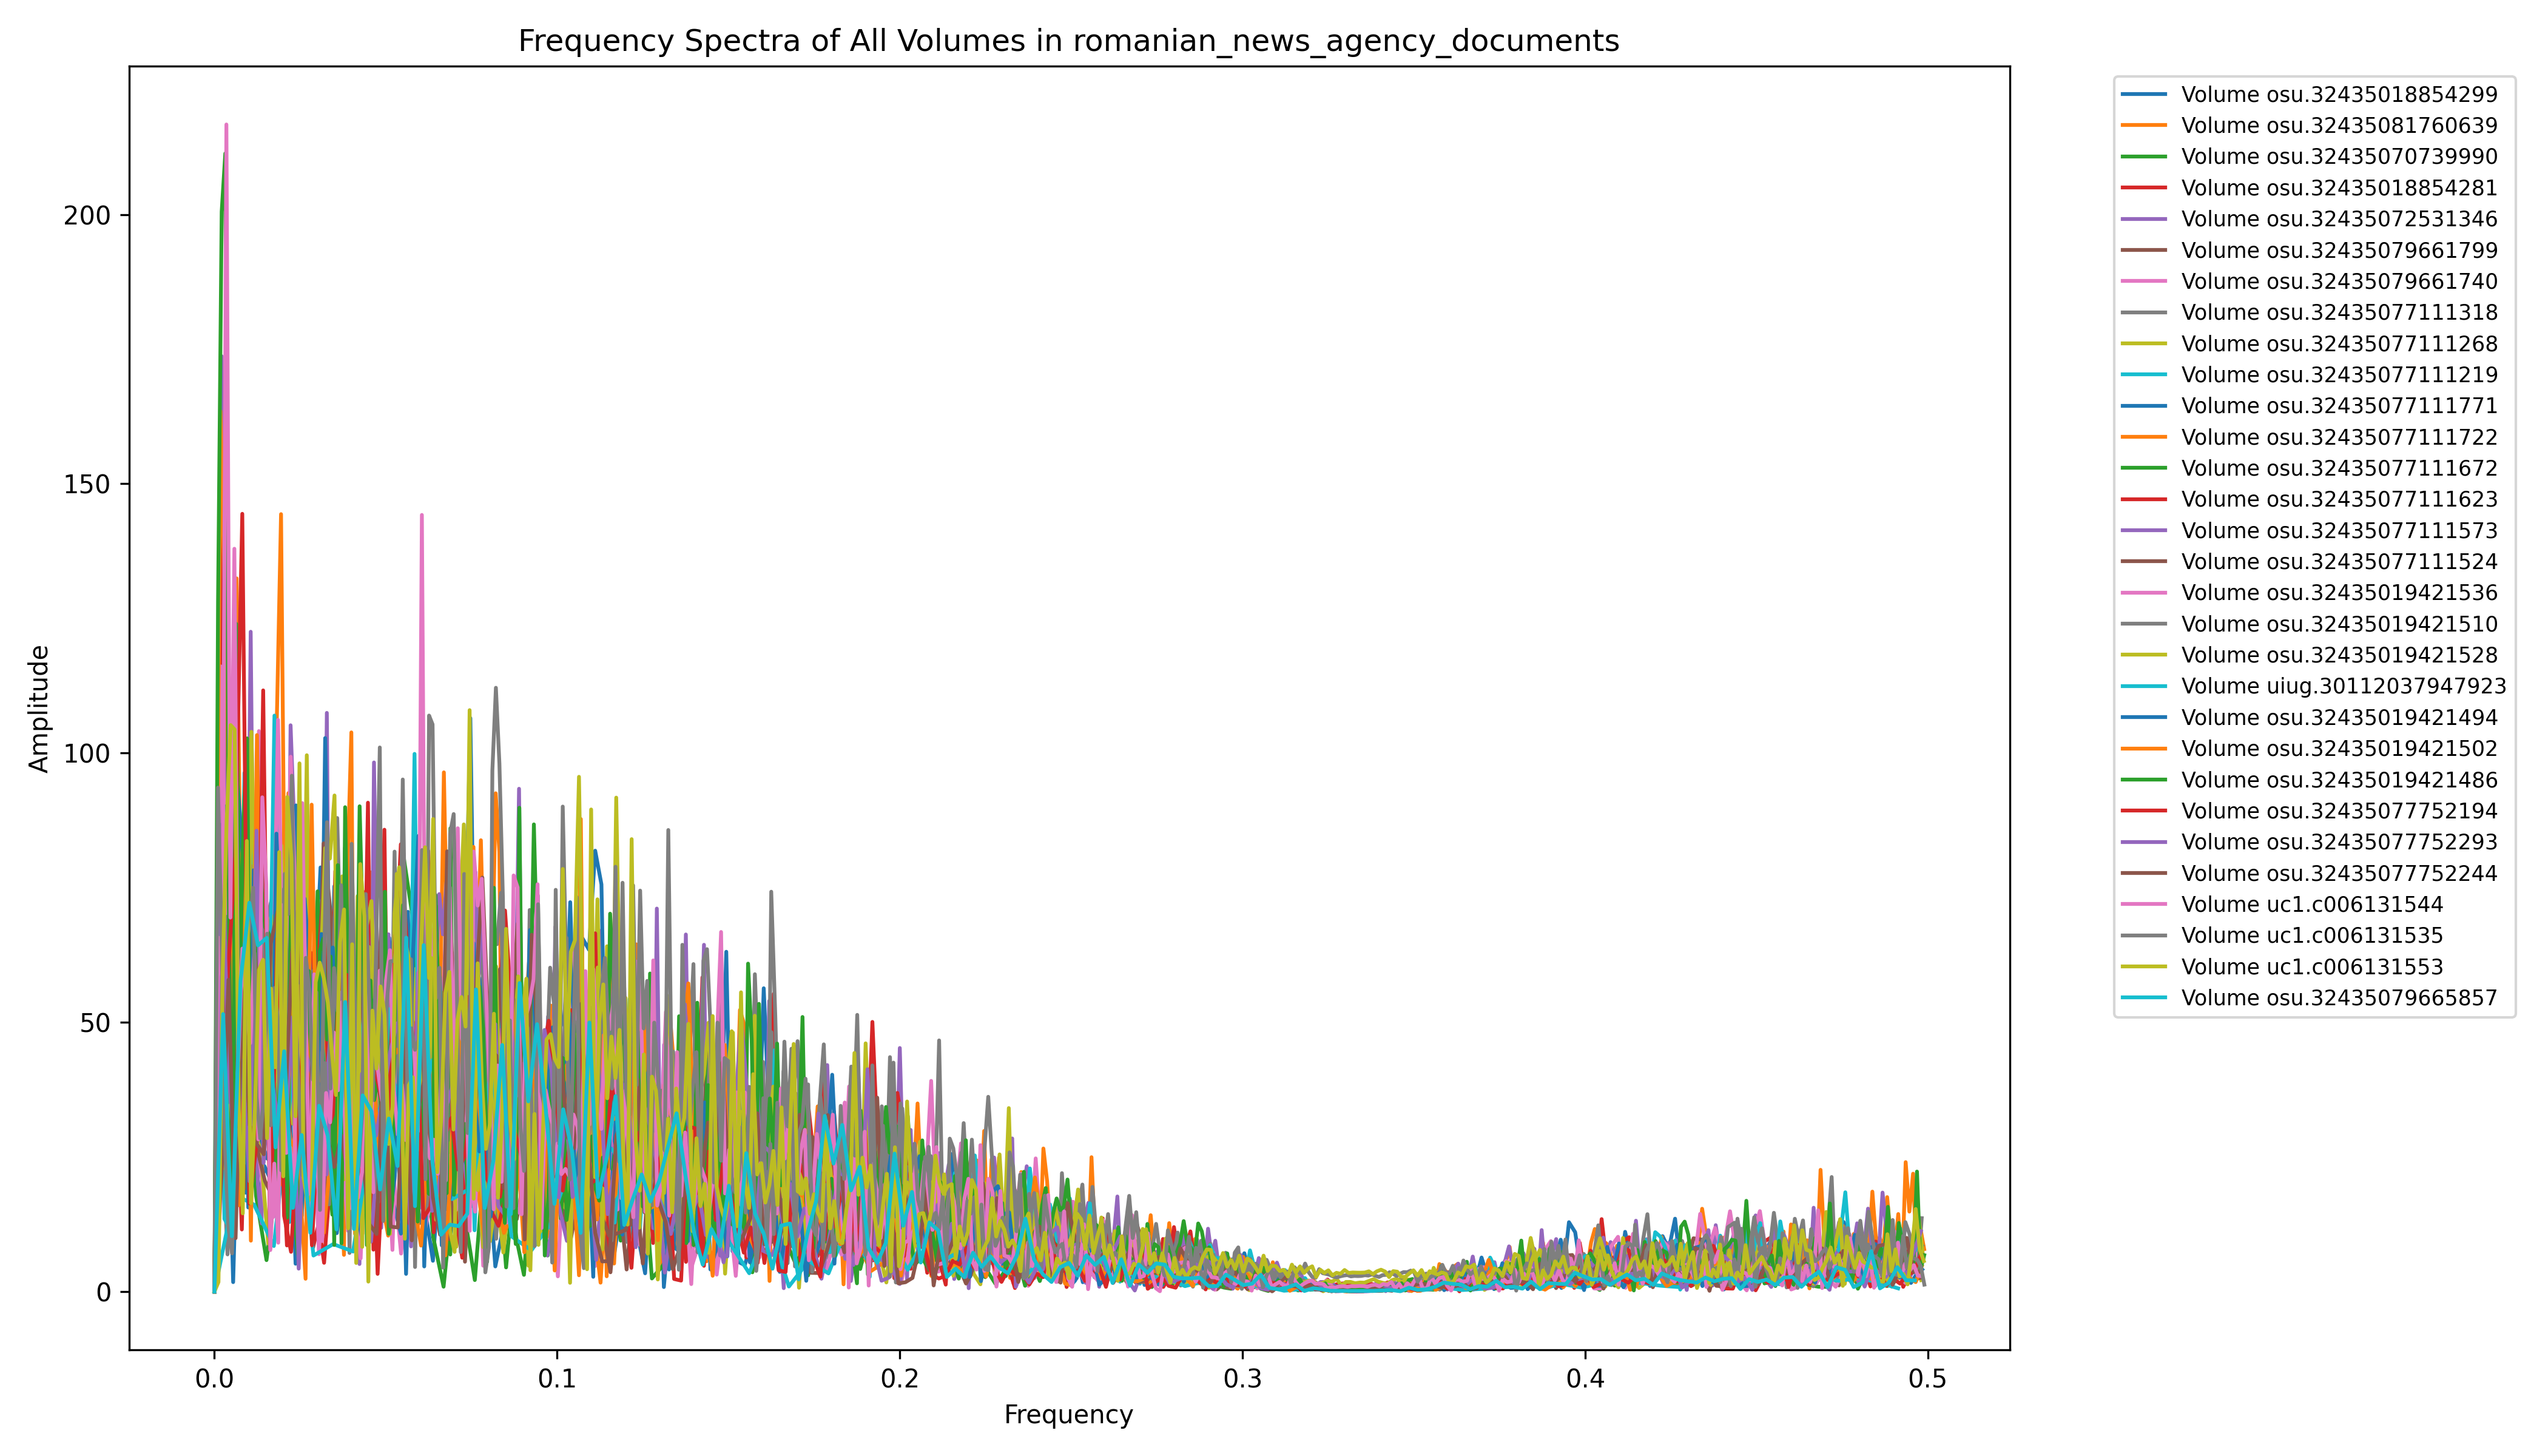 Frequency Spectra of All Volumes in romanian_news_agency_documents
Amplitude
200
150
100
50
0
0.0 0.1 0.2 0.3 0.4 0.5
Frequency
Volume osu.32435018854299
Volume osu.32435081760639
Volume osu.32435070739990
Volume osu.32435018854281
Volume osu.32435072531346
Volume osu.32435079661799
Volume osu.32435079661740
Volume osu.32435077111318
Volume osu.32435077111268
Volume osu.32435077111219
Volume osu.32435077111771
Volume osu.32435077111722
Volume osu.32435077111672
Volume osu.32435077111623
Volume osu.32435077111573
Volume osu.32435077111524
Volume osu.32435019421536
Volume osu.32435019421510
Volume osu.32435019421528
Volume uiug.30112037947923
Volume osu.32435019421494
Volume osu.32435019421502
Volume osu.32435019421486
Volume osu.32435077752194
Volume osu.32435077752293
Volume osu.32435077752244
Volume uc1.c006131544
Volume uc1.c006131535
Volume uc1.c006131553
Volume osu.32435079665857